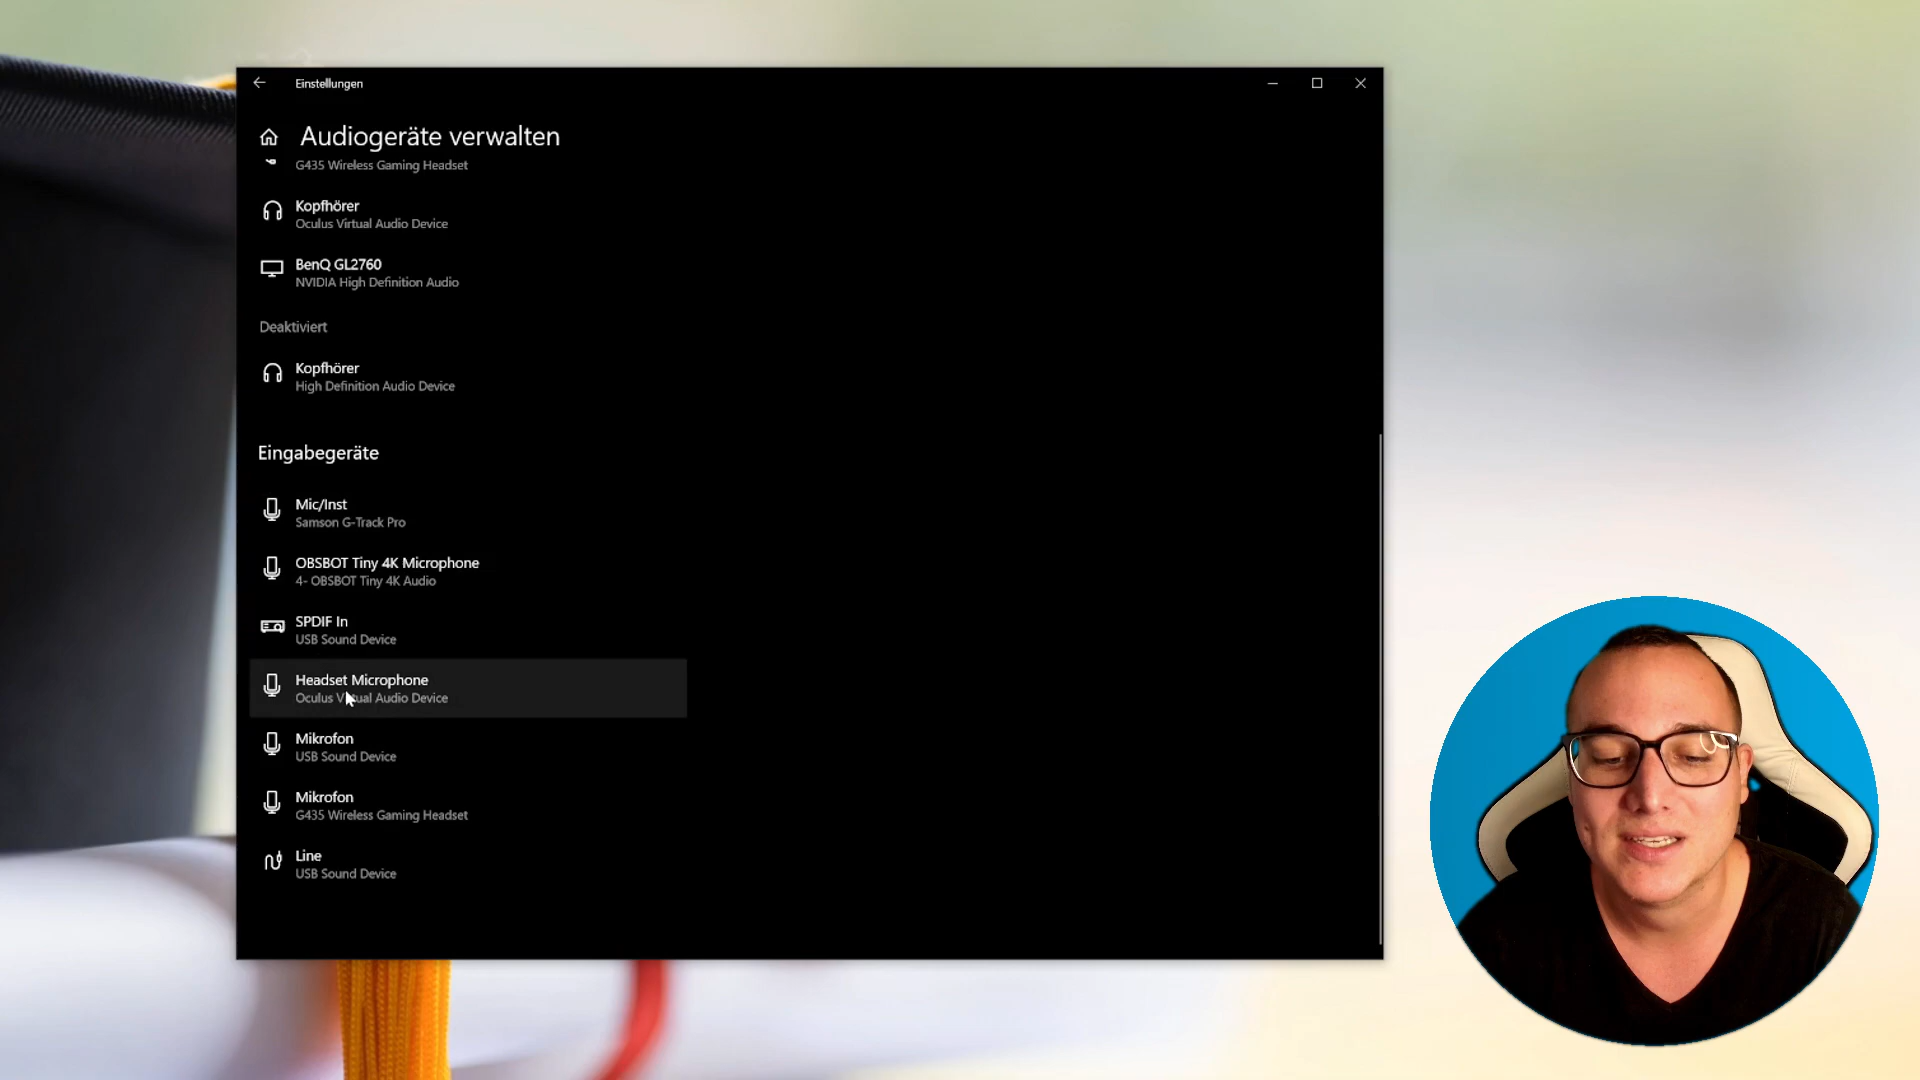 Einstellungen
Audiogeräte verwalten
G435 Wireless Gaming Headset
Kopfhörer
Oculus Virtual Audio Device
BenQ GL2760
NVIDIA High Definition Audio
Deaktiviert
Kopfhörer
High Definition Audio Device
Eingabegeräte
Mic/Inst
Samson G-Track Pro
OBSBOT Tiny 4K Microphone
4- OBSBOT Tiny 4K Audio
SPDIF In
USB Sound Device
Headset Microphone
Oculus Virtual Audio Device
Mikrofon
USB Sound Device
Mikrofon
G435 Wireless Gaming Headset
Line
USB Sound Device